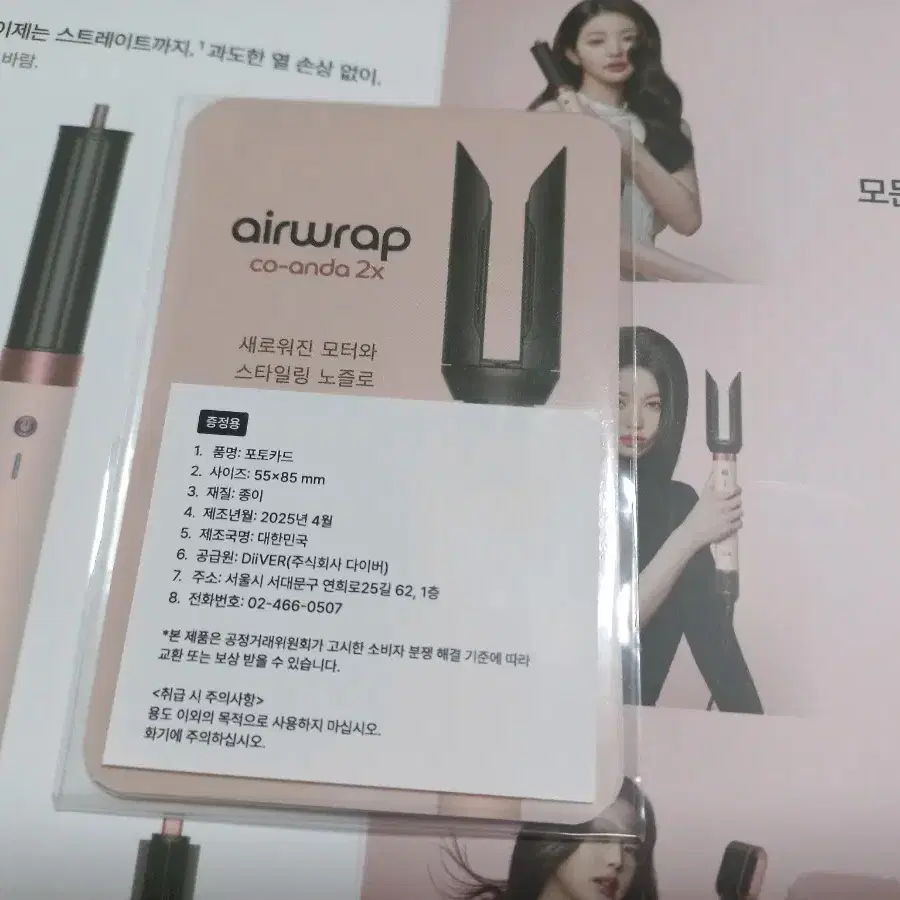 이제는 스트레이트까지.¹ 과도한 열 손상 없이.
바람.
모든
airwrap
co-anda 2x
새로워진 모터와
스타일링 노즐로
증정용
1. 품명: 포토카드
2. 사이즈: 55×85 mm
3. 재질: 종이
4. 제조년월: 2025년 4월
5. 제조국명: 대한민국
6. 공급원: DiiVER(주식회사 다이버)
7. 주소: 서울시 서대문구 연희로25길 62, 1층
8. 전화번호: 02-466-0507
*본 제품은 공정거래위원회가 고시한 소비자 분쟁 해결 기준에 따라
교환 또는 보상 받을 수 있습니다.
<취급 시 주의사항>
용도 이외의 목적으로 사용하지 마십시오.
화기에 주의하십시오.